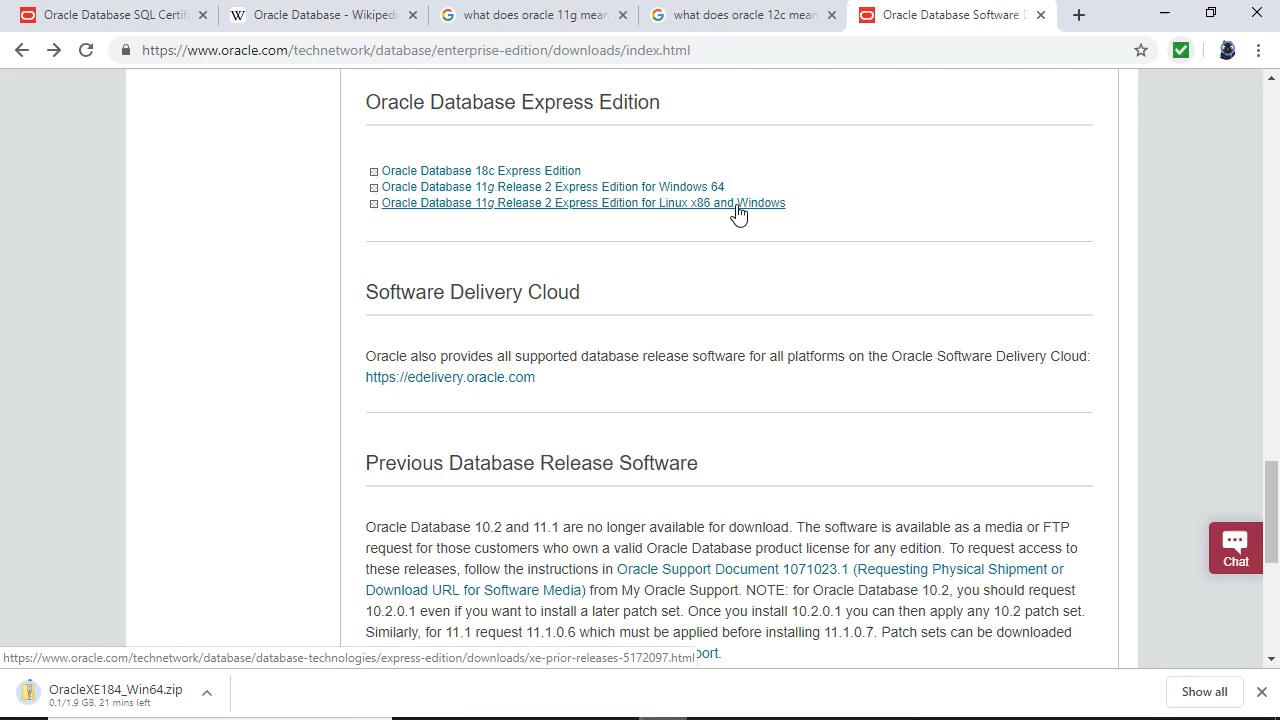 Oracle Database SQL Certif
Oracle Database - Wikiped
what does oracle 11g mean
what does oracle 12c mean
Oracle Database Software
https://www.oracle.com/technetwork/database/enterprise-edition/downloads/index.html
Oracle Database Express Edition
Oracle Database 18c Express Edition
Oracle Database 11g Release 2 Express Edition for Windows 64
Oracle Database 11g Release 2 Express Edition for Linux x86 and Windows
Software Delivery Cloud
Oracle also provides all supported database release software for all platforms on the Oracle Software Delivery Cloud:
https://edelivery.oracle.com
Previous Database Release Software
Oracle Database 10.2 and 11.1 are no longer available for download. The software is available as a media or FTP
request for those customers who own a valid Oracle Database product license for any edition. To request access to
these releases, follow the instructions in Oracle Support Document 1071023.1 (Requesting Physical Shipment or
Download URL for Software Media) from My Oracle Support. NOTE: for Oracle Database 10.2, you should request
10.2.0.1 even if you want to install a later patch set. Once you install 10.2.0.1 you can then apply any 10.2 patch set.
Similarly, for 11.1 request 11.1.0.6 which must be applied before installing 11.1.0.7. Patch sets can be downloaded
port.
Chat
https://www.oracle.com/technetwork/database/database-technologies/express-edition/downloads/xe-prior-releases-5172097.html
OracleXE184_Win64.zip
0.1/1.9 GB, 21 mins left
Show all